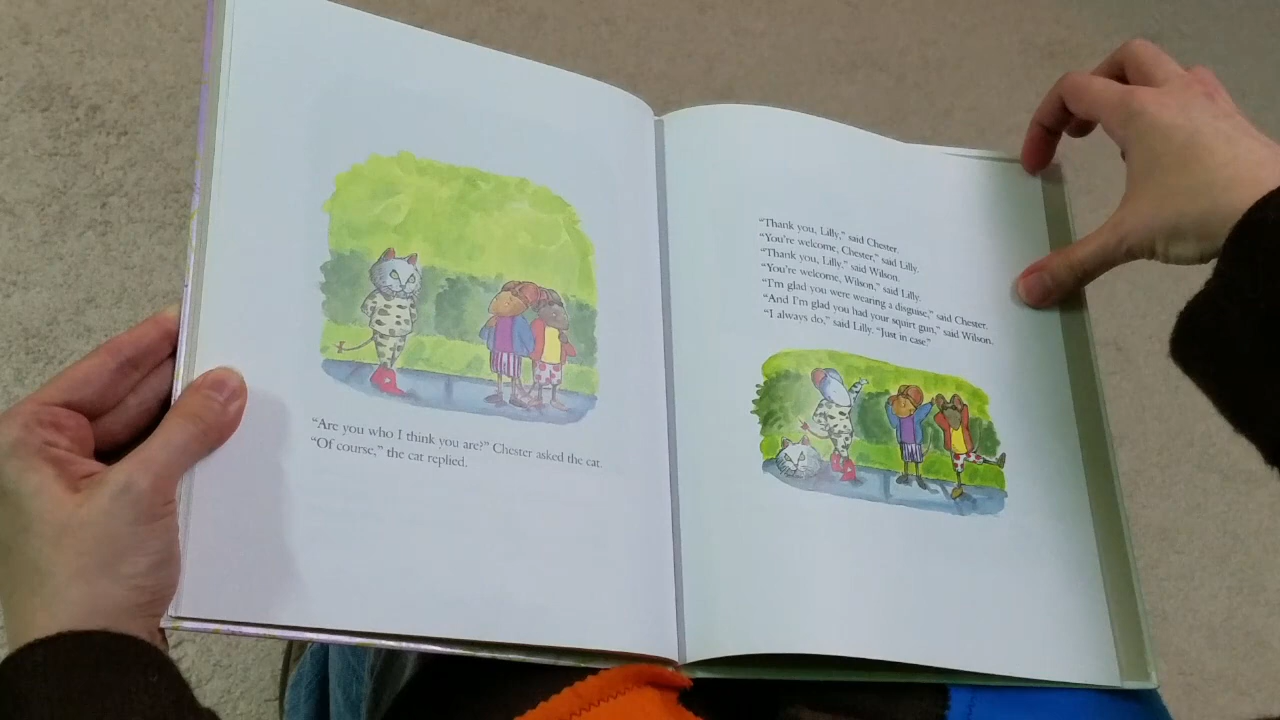 “Are you who I think you are?” Chester asked the cat.
“Of course,” the cat replied.
“Thank you, Lilly,” said Chester.
“You’re welcome, Chester,” said Lilly.
“Thank you, Lilly,” said Wilson.
“You’re welcome, Wilson,” said Lilly.
“I’m glad you were wearing a disguise,” said Chester.
“And I’m glad you had your squirt gun,” said Wilson.
“I always do,” said Lilly. “Just in case.”